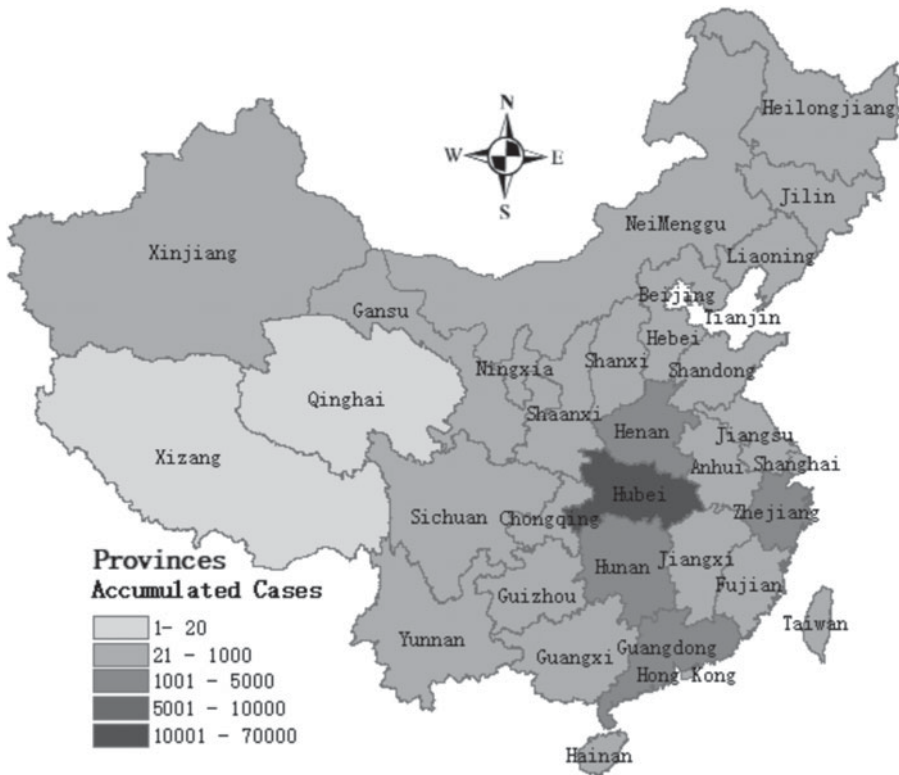 N
W E
S
Heilongjiang
Jilin
NeiMenggu
Liaoning
Xinjiang
Beijing
Tianjin
Gansu
Hebei
Ningxia
Shanxi
Shandong
Qinghai
Shaanxi
Henan
Jiangsu
Xizang
Anhui
Shanghai
Hubei
Zhejiang
Sichuan
Chongqing
Jiangxi
Hunan
Fujian
Guizhou
Taiwan
Yunnan
Guangxi
Guangdong
Hong Kong
Hainan
Provinces
Accumulated Cases
1- 20
21 - 1000
1001 - 5000
5001 - 10000
10001 - 70000